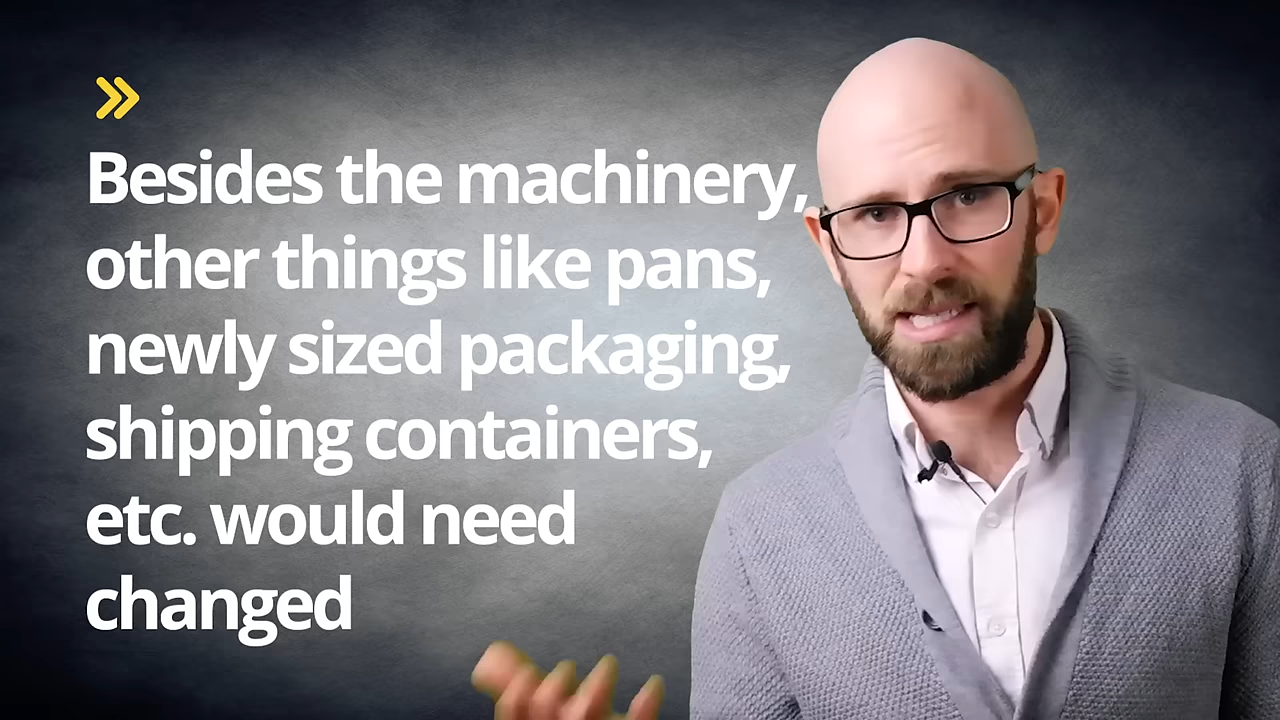 Besides the machinery,
other things like pans,
newly sized packaging,
shipping containers,
etc. would need
changed